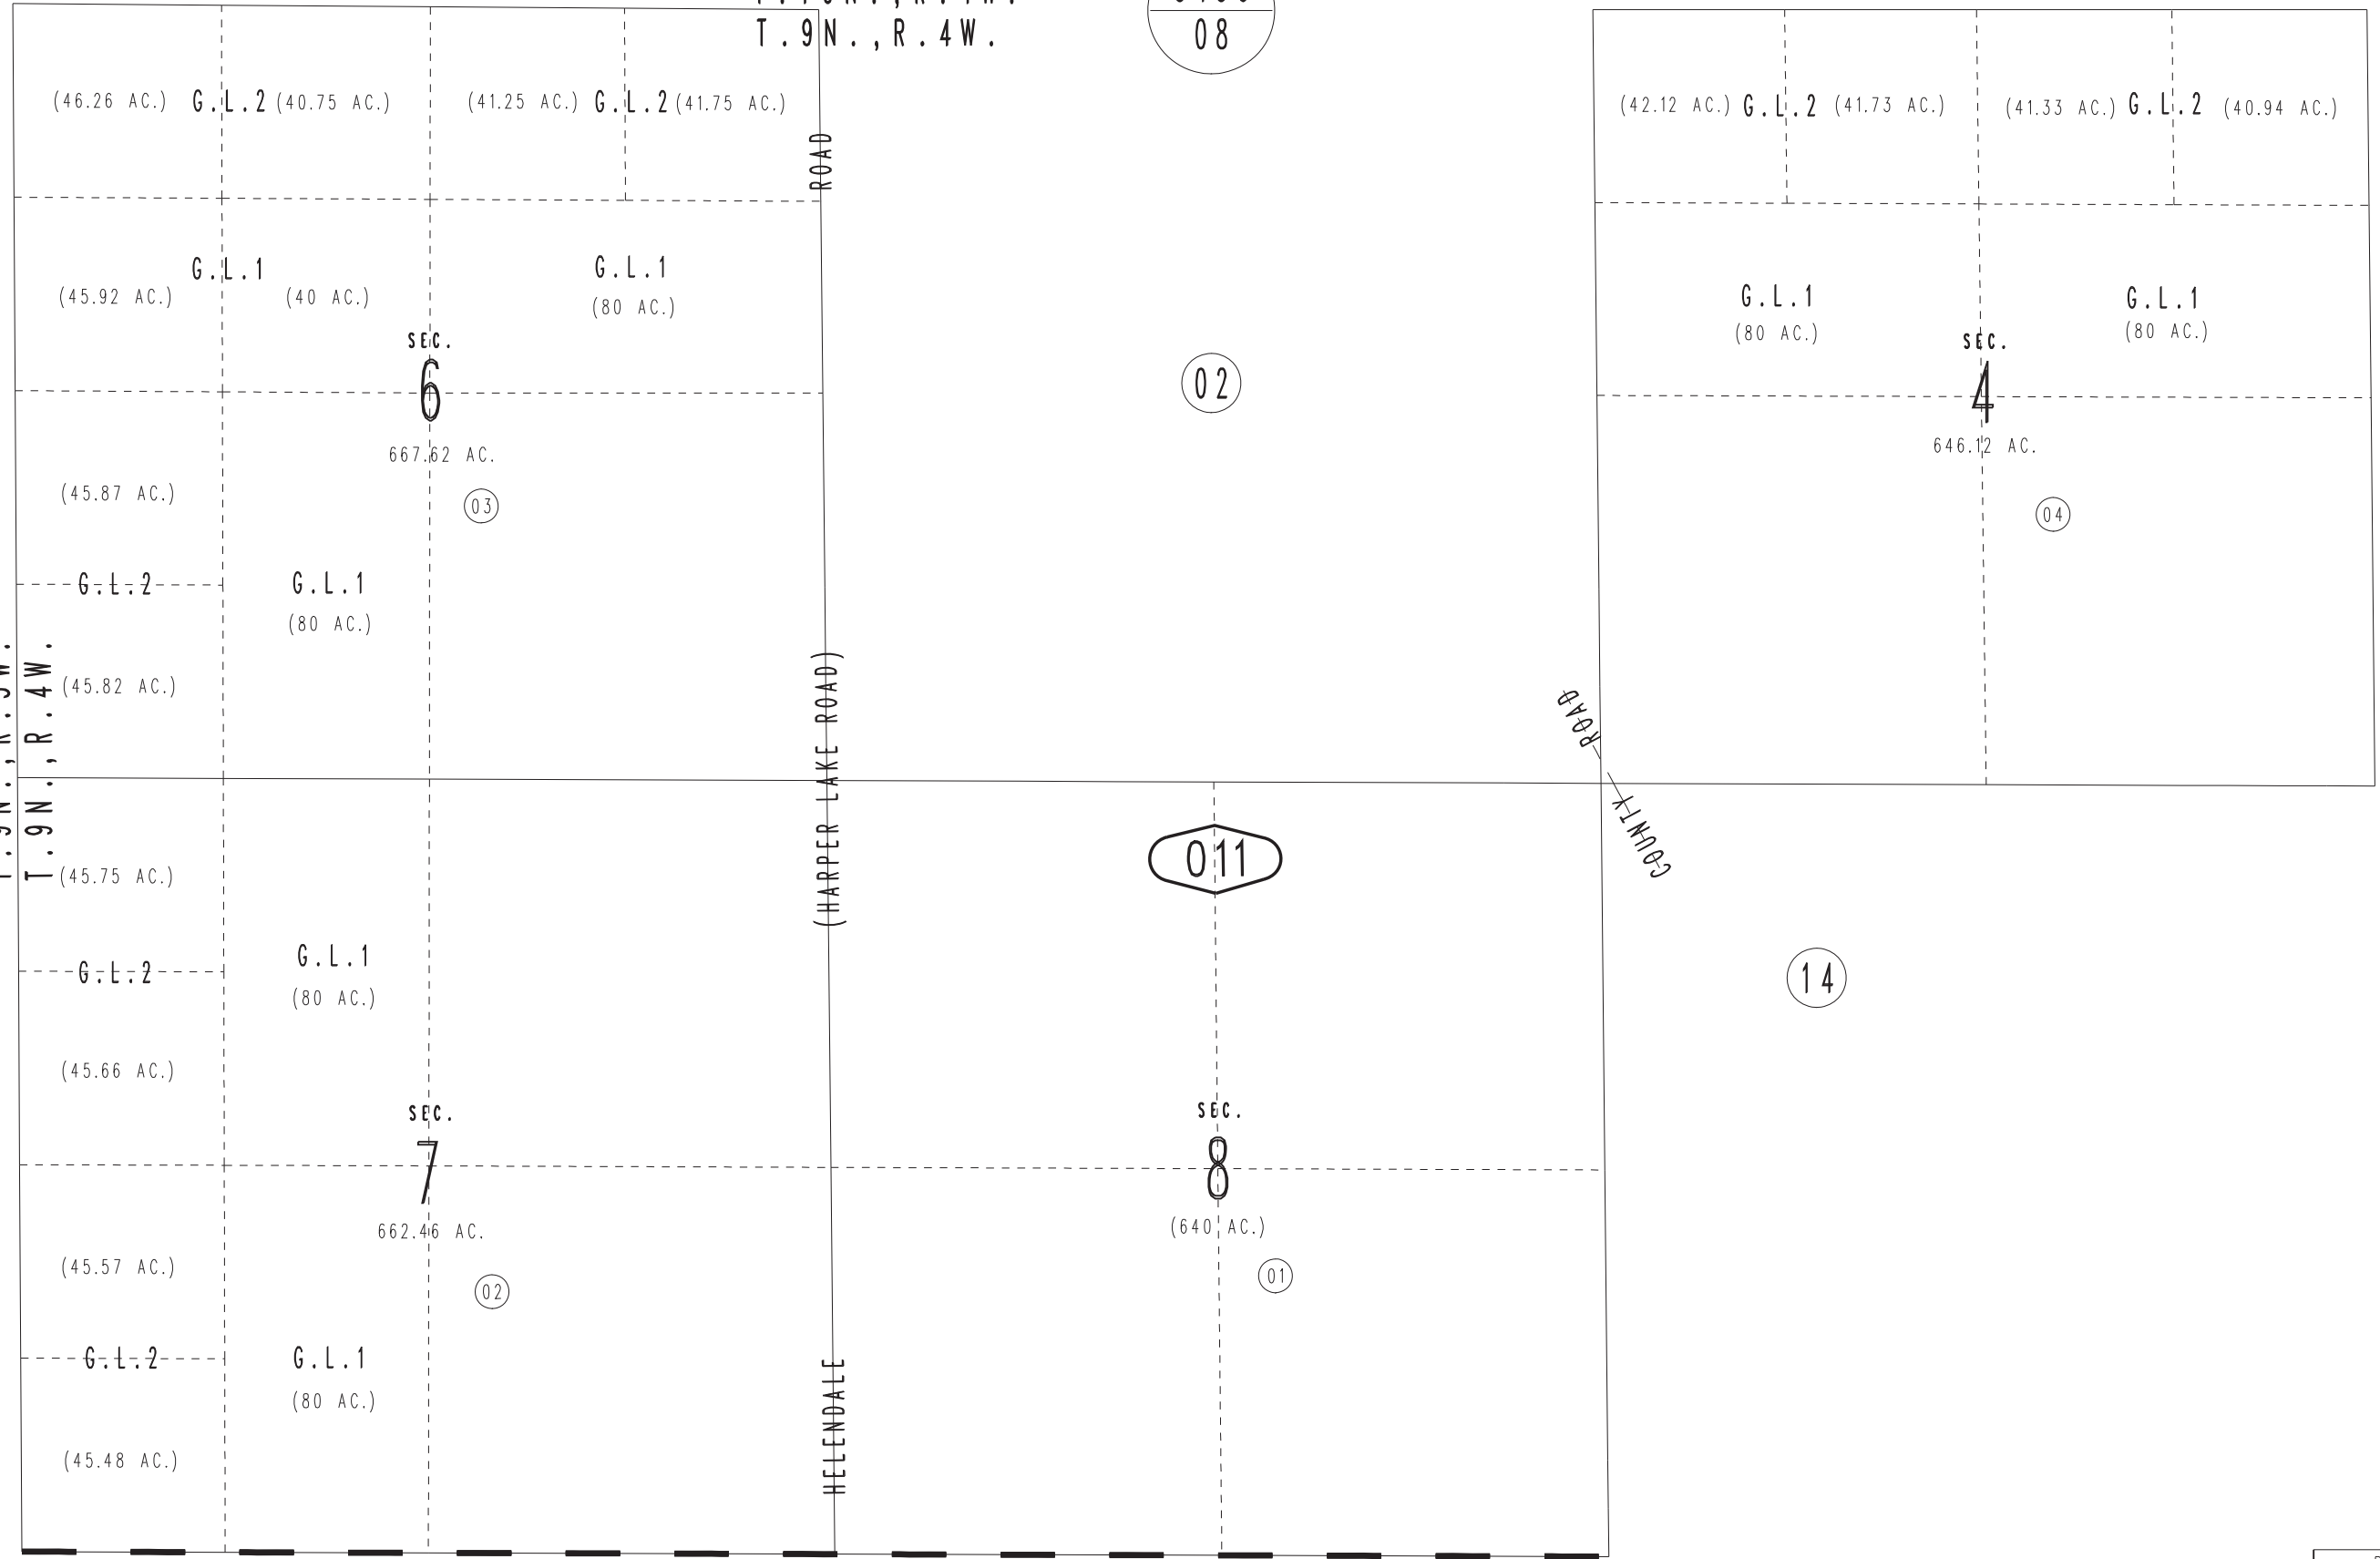 T.9N.,R.4W.
08
(46.26 AC.) G.L.2 (40.75 AC.)
(41.25 AC.) G.L.2 (41.75 AC.)
(42.12 AC.) G.L.2 (41.73 AC.)
(41.33 AC.) G.L.2 (40.94 AC.)
ROAD
G.L.1
(45.92 AC.)
(40 AC.)
G.L.1
(80 AC.)
G.L.1
(80 AC.)
G.L.1
(80 AC.)
SEC.
6
667.62 AC.
03
02
SEC.
4
646.12 AC.
04
(45.87 AC.)
G.L.2
G.L.1
(80 AC.)
(45.82 AC.)
T.9N.,R.4W.
(HARPER LAKE ROAD)
COUNTY ROAD
011
(45.75 AC.)
G.L.1
(80 AC.)
G.L.2
14
(45.66 AC.)
SEC.
7
662.46 AC.
02
SEC.
8
(640 AC.)
01
(45.57 AC.)
G.L.2
G.L.1
(80 AC.)
HELENDALE
(45.48 AC.)